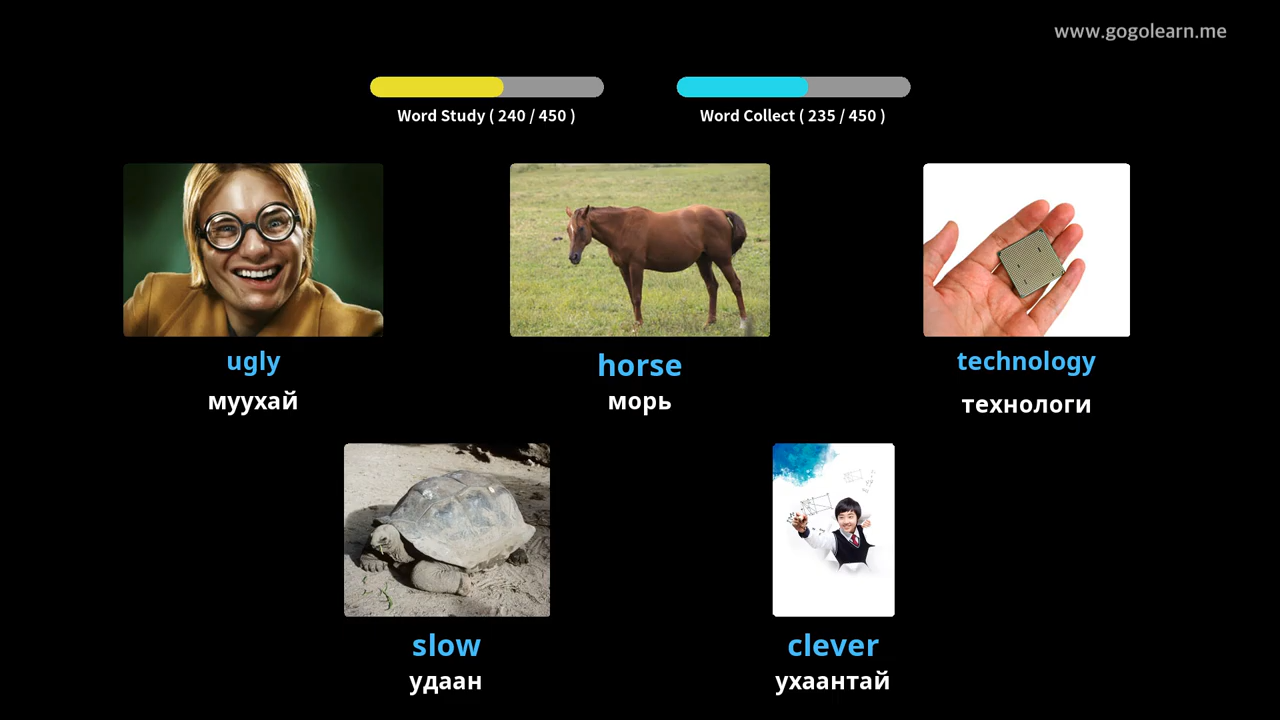 www.gogolearn.me
Word Study ( 240 / 450 )
Word Collect ( 235 / 450 )
ugly
муухай
horse
морь
technology
технологи
slow
удаан
clever
ухаантай